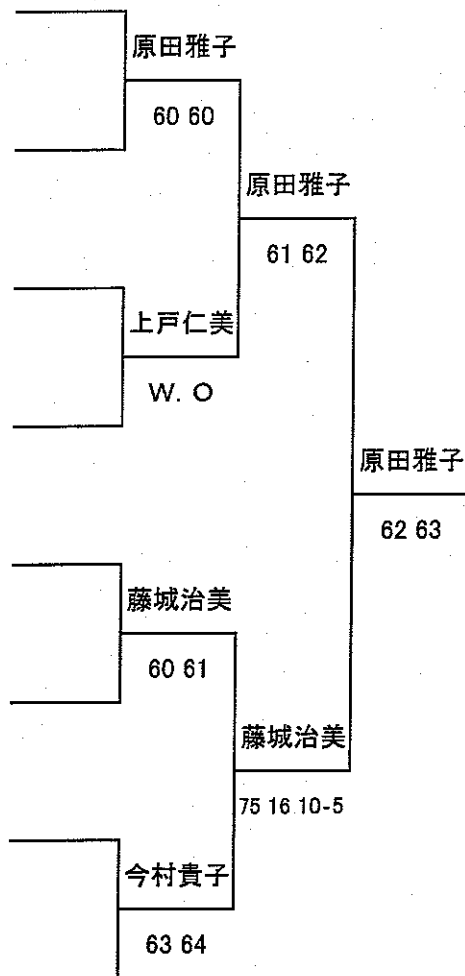 原田雅子
60 60
原田雅子
61 62
上戸仁美
W. O
原田雅子
62 63
藤城治美
60 61
藤城治美
75 16 10-5
今村貴子
63 64